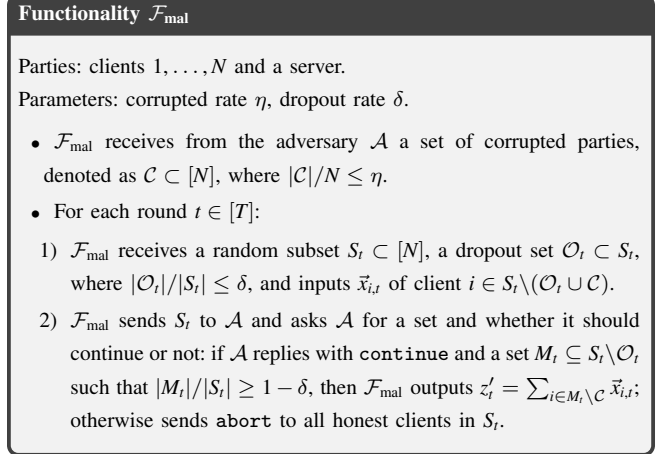 Functionality 𝓕mal
Parties: clients 1, . . . , N and a server.
Parameters: corrupted rate η, dropout rate δ.
• 𝓕mal receives from the adversary 𝒜 a set of corrupted parties,
denoted as 𝒞 ⊂ [N], where |𝒞|/N ≤ η.
• For each round t ∈ [T]:
1) 𝓕mal receives a random subset Sₜ ⊂ [N], a dropout set 𝒪ₜ ⊂ Sₜ,
where |𝒪ₜ|/|Sₜ| ≤ δ, and inputs x⃗ᵢ,ₜ of client i ∈ Sₜ\(𝒪ₜ ∪ 𝒞).
2) 𝓕mal sends Sₜ to 𝒜 and asks 𝒜 for a set and whether it should
continue or not: if 𝒜 replies with continue and a set Mₜ ⊆ Sₜ\𝒪ₜ
such that |Mₜ|/|Sₜ| ≥ 1 − δ, then 𝓕mal outputs z′ₜ = ∑i∈Mₜ\𝒞 x⃗ᵢ,ₜ;
otherwise sends abort to all honest clients in Sₜ.